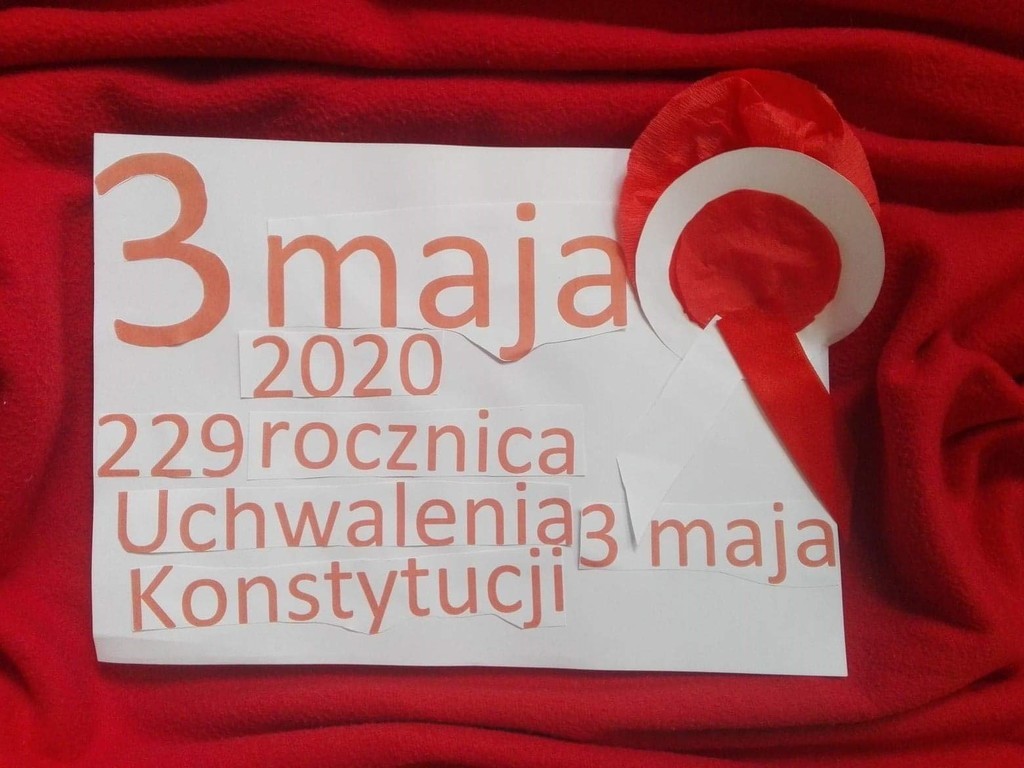 3 maja
2020
229 rocznica
Uchwalenia
Konstytucji 3 maja